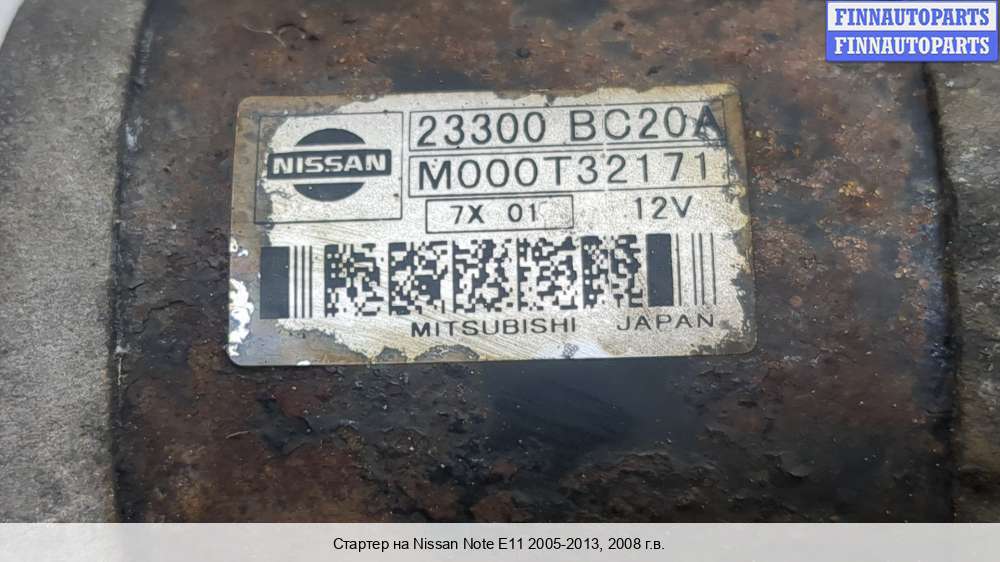 FINNAUTOPARTS
FINNAUTOPARTS
23300 BC20A
NISSAN
M000T32171
7X 01 12V
MITSUBISHI JAPAN
Стартер на Nissan Note E11 2005-2013, 2008 г.в.